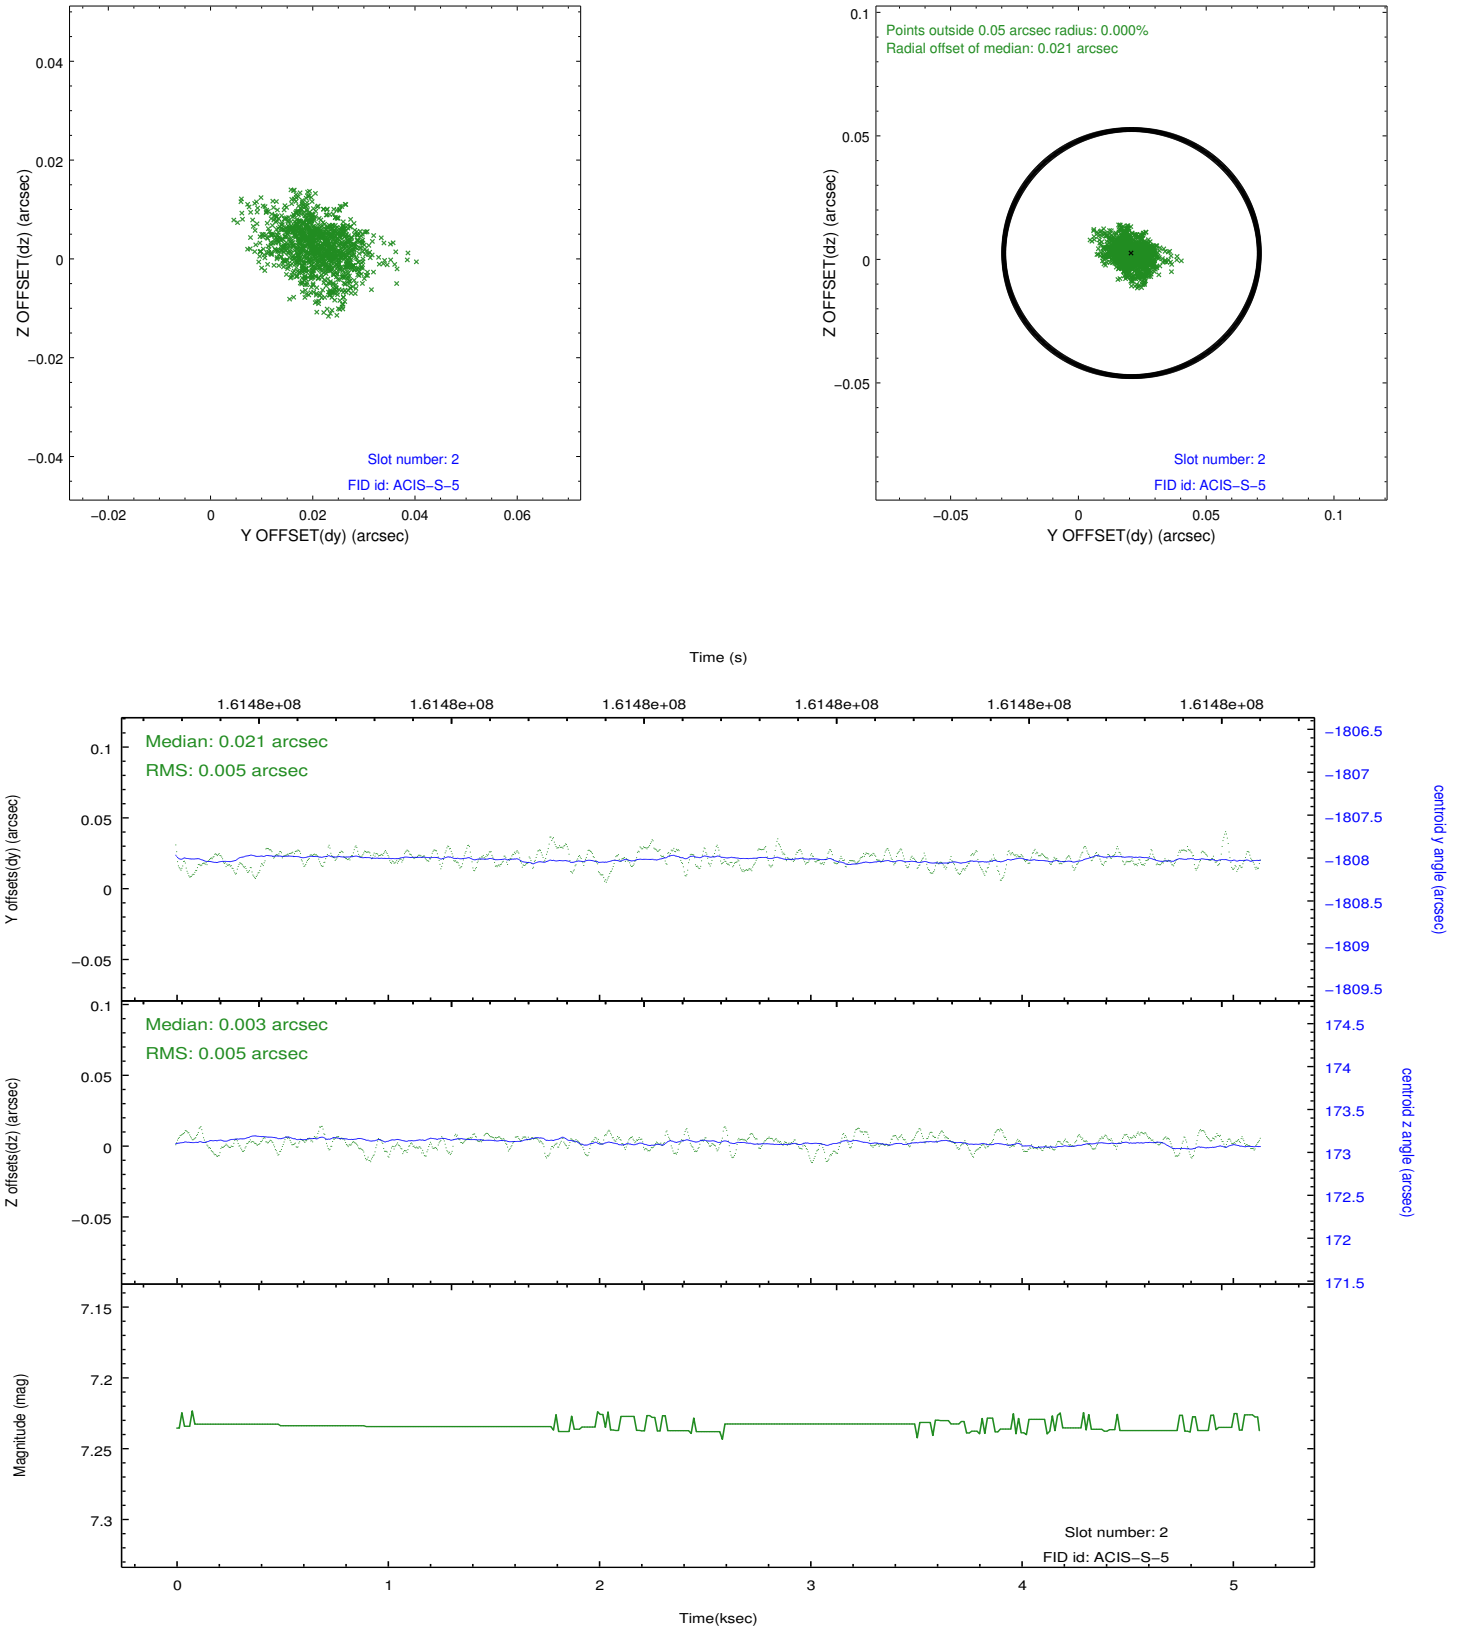 0.04
0.02
0
−0.02
−0.04
Z OFFSET(dz) (arcsec)
Slot number: 2
FID id: ACIS−S−5
−0.02
0
0.02
0.04
0.06
Y OFFSET(dy) (arcsec)
Points outside 0.05 arcsec radius: 0.000%
Radial offset of median: 0.021 arcsec
0.1
0.05
0
−0.05
Z OFFSET(dz) (arcsec)
Slot number: 2
FID id: ACIS−S−5
−0.05
0
0.05
0.1
Y OFFSET(dy) (arcsec)
Time (s)
1.6148e+08
1.6148e+08
1.6148e+08
1.6148e+08
1.6148e+08
1.6148e+08
Median: 0.021 arcsec
RMS: 0.005 arcsec
0.1
0.05
0
−0.05
Y offsets(dy) (arcsec)
−1806.5
−1807
−1807.5
−1808
−1808.5
−1809
−1809.5
centroid y angle (arcsec)
Median: 0.003 arcsec
RMS: 0.005 arcsec
0.1
0.05
0
−0.05
Z offsets(dz) (arcsec)
174.5
174
173.5
173
172.5
172
171.5
centroid z angle (arcsec)
7.15
7.2
7.25
7.3
Magnitude (mag)
Slot number: 2
FID id: ACIS−S−5
0
1
2
3
4
5
Time(ksec)